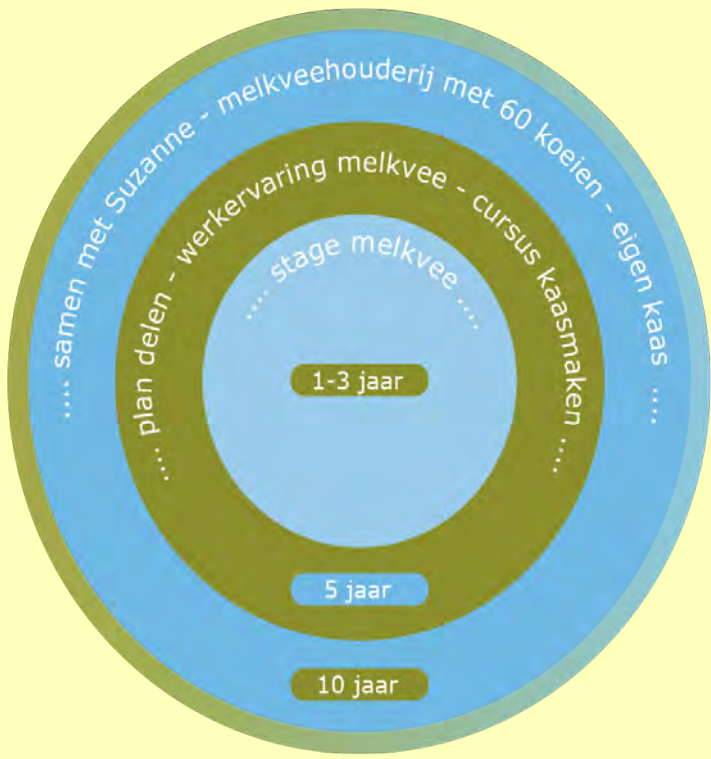 .... samen met Suzanne - melkveehouderij met 60 koeien - eigen kaas ....
.... plan delen - werkervaring melkvee - cursus kaasmaken ....
.... stage melkvee ....
1-3 jaar
5 jaar
10 jaar